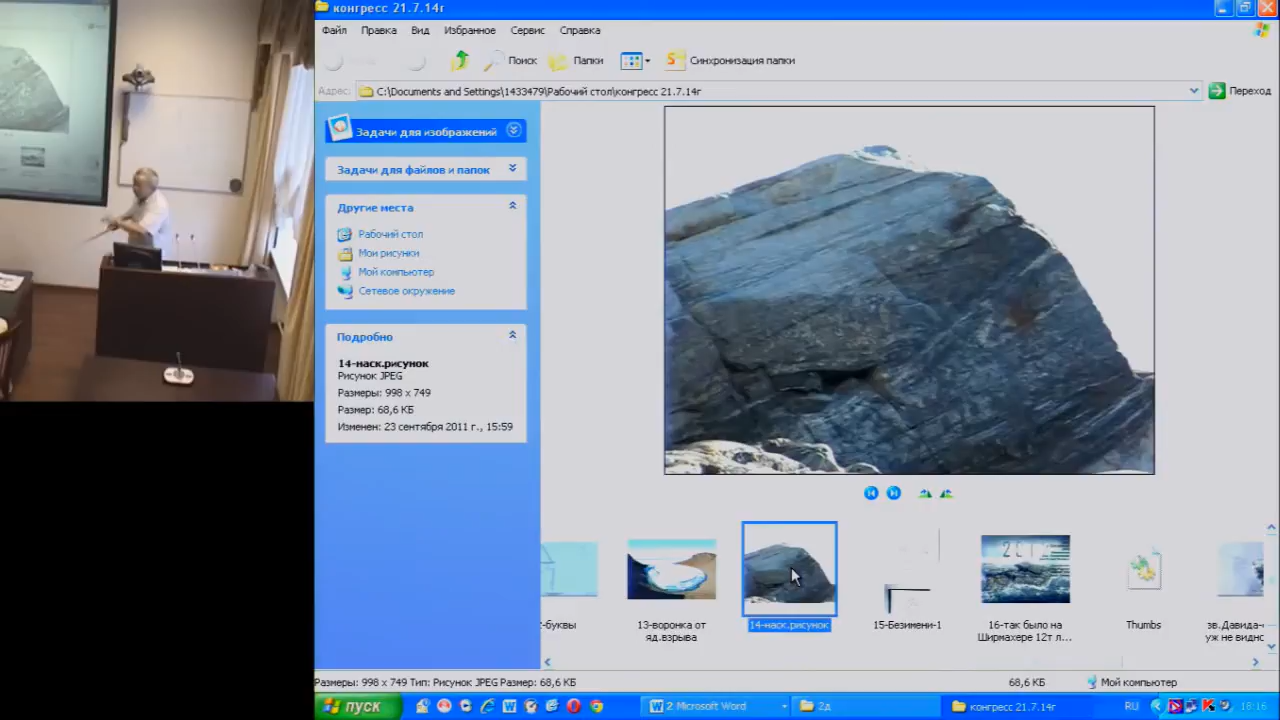 конгресс 21.7.14г
Файл Правка Вид Избранное Сервис Справка
Поиск Папки Синхронизация папки
Адрес: C:\Documents and Settings\1433479\Рабочий стол\конгресс 21.7.14г Переход
Задачи для изображений
Задачи для файлов и папок
Другие места
Рабочий стол
Мои рисунки
Мой компьютер
Сетевое окружение
Подробно
14-наск.рисунок
Рисунок JPEG
Размеры: 998 x 749
Размер: 68,6 КБ
Изменен: 23 сентября 2011 г., 15:59
2012
-буквы 13-воронка от яд.взрыва 14-наск.рисунок 15-Безимени-1 16-так было на Ширмахере 12т л... Thumbs зв.Давида-
уж не видно
Размеры: 998 x 749 Тип: Рисунок JPEG Размер: 68,6 КБ 68,6 КБ Мой компьютер
пуск 2 Microsoft Word 2д конгресс 21.7.14г RU 18:16